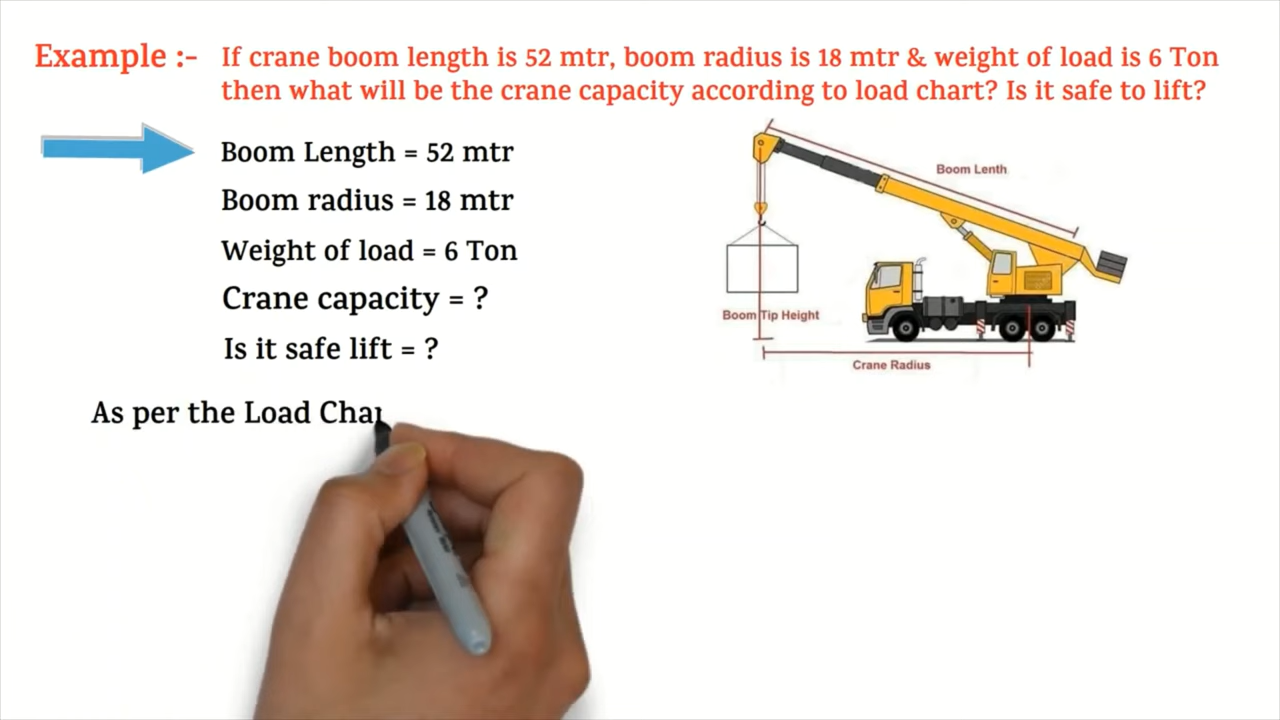 Example :- If crane boom length is 52 mtr, boom radius is 18 mtr & weight of load is 6 Ton
then what will be the crane capacity according to load chart? Is it safe to lift?
Boom Length = 52 mtr
Boom radius = 18 mtr
Weight of load = 6 Ton
Crane capacity = ?
Is it safe lift = ?
As per the Load Char
Boom Lenth
Boom Tip Height
Crane Radius